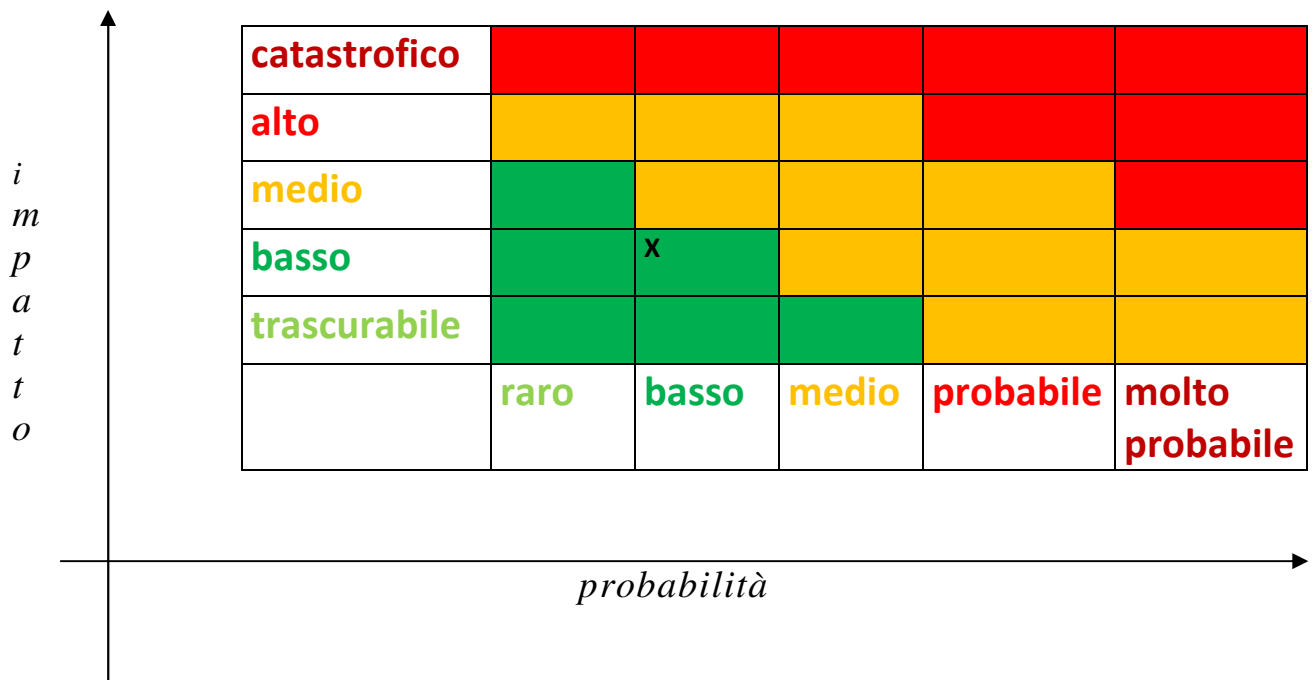 catastrofico
alto
medio
basso X
trascurabile
raro basso medio probabile molto
probabile
i
m
p
a
t
t
o
probabilità